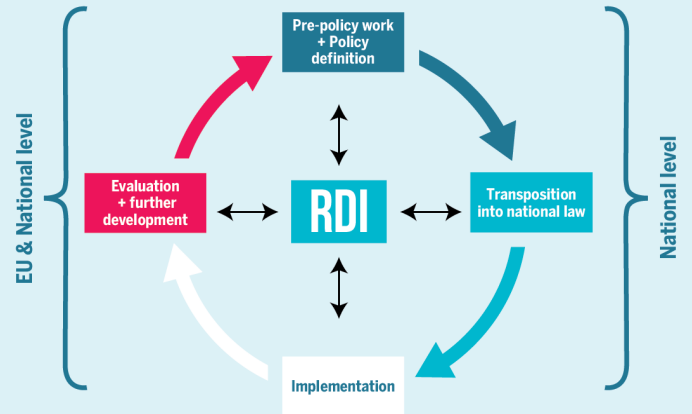 Pre-policy work
+ Policy
definition
EU & National level
Evaluation
+ further
development
RDI
Transposition
into national law
National level
Implementation